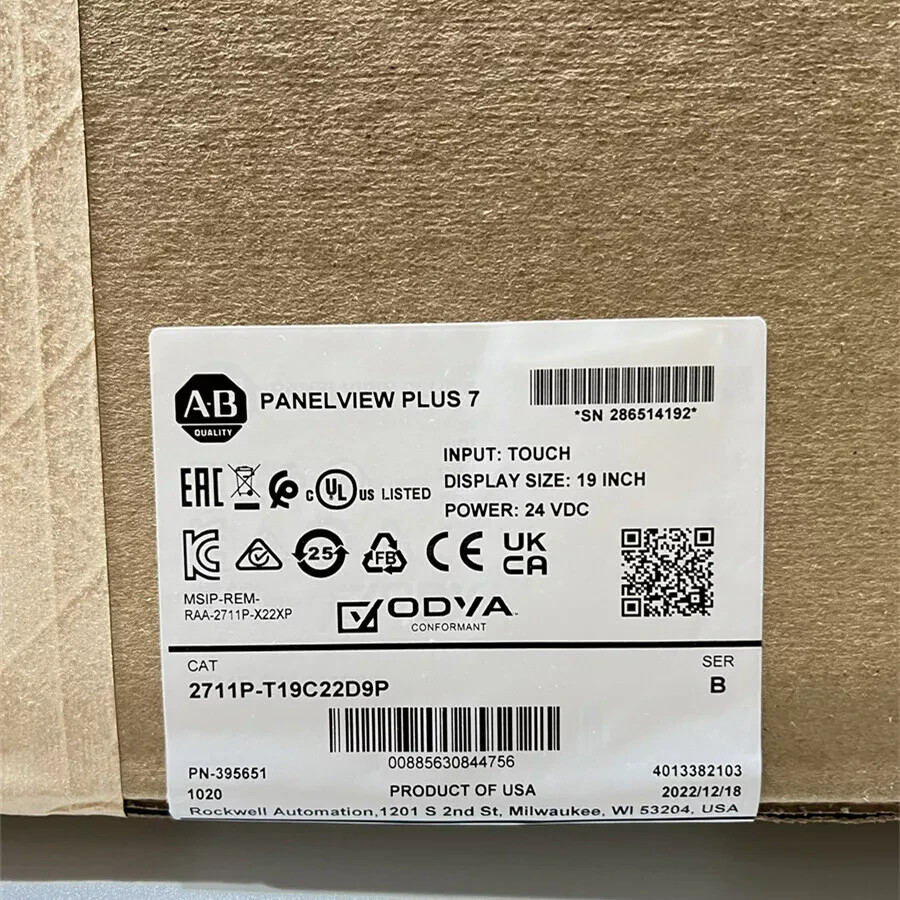 A·B
QUALITY
PANELVIEW PLUS 7
*SN 286514192*
INPUT: TOUCH
DISPLAY SIZE: 19 INCH
POWER: 24 VDC
EAC
c UL US LISTED
KC
25
FB
CE
UK
CA
MSIP-REM-
RAA-2711P-X22XP
ODVA™
CONFORMANT
CAT
SER
2711P-T19C22D9P
B
00885630844756
PN-395651
4013382103
1020
PRODUCT OF USA
2022/12/18
Rockwell Automation,1201 S 2nd St, Milwaukee, WI 53204, USA